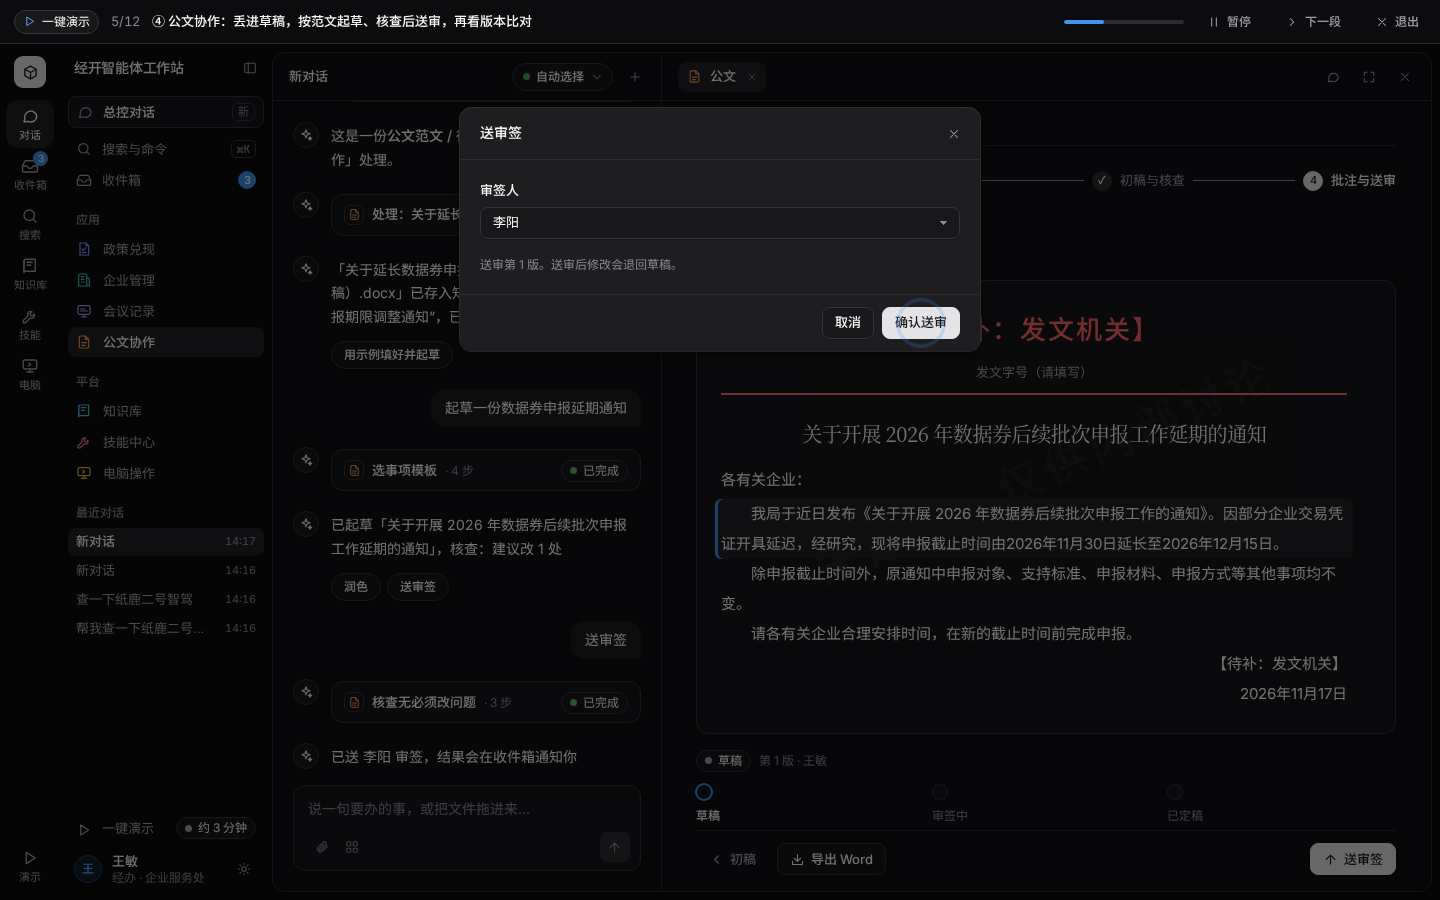 一键演示
5/12
④ 公文协作：丢进草稿，按范文起草、核查后送审，再看版本比对
暂停
下一段
退出
对话
3
收件箱
搜索
知识库
技能
电脑
演示
经开智能体工作站
总控对话
新
搜索与命令
⌘K
收件箱
3
应用
政策兑现
企业管理
会议记录
公文协作
平台
知识库
技能中心
电脑操作
最近对话
新对话 14:17
新对话 14:16
查一下纸鹿二号智驾 14:16
帮我查一下纸鹿二号... 14:16
一键演示
约 3 分钟
王
王敏
经办 · 企业服务处
新对话
自动选择
这是一份公文范文 /
作」处理。
处理：关于延长
「关于延长数据券申
稿）.docx」已存入知
报期限调整通知”，已
用示例填好并起草
起草一份数据券申报延期通知
选事项模板 · 4 步
已完成
已起草「关于开展 2026 年数据券后续批次申报
工作延期的通知」，核查：建议改 1 处
润色
送审签
送审签
核查无必须改问题 · 3 步
已完成
已送 李阳 审签，结果会在收件箱通知你
说一句要办的事，或把文件拖进来...
送审签
审签人
李阳
送审第 1 版。送审后修改会退回草稿。
取消
确认送审
公文
初稿与核查
4
批注与送审
补：发文机关】
发文字号（请填写）
关于开展 2026 年数据券后续批次申报工作延期的通知
仅供内部讨论
各有关企业：
我局于近日发布《关于开展 2026 年数据券后续批次申报工作的通知》。因部分企业交易凭
证开具延迟，经研究，现将申报截止时间由2026年11月30日延长至2026年12月15日。
除申报截止时间外，原通知中申报对象、支持标准、申报材料、申报方式等其他事项均不
变。
请各有关企业合理安排时间，在新的截止时间前完成申报。
【待补：发文机关】
2026年11月17日
草稿
第 1 版 · 王敏
草稿
审签中
已定稿
初稿
导出 Word
送审签